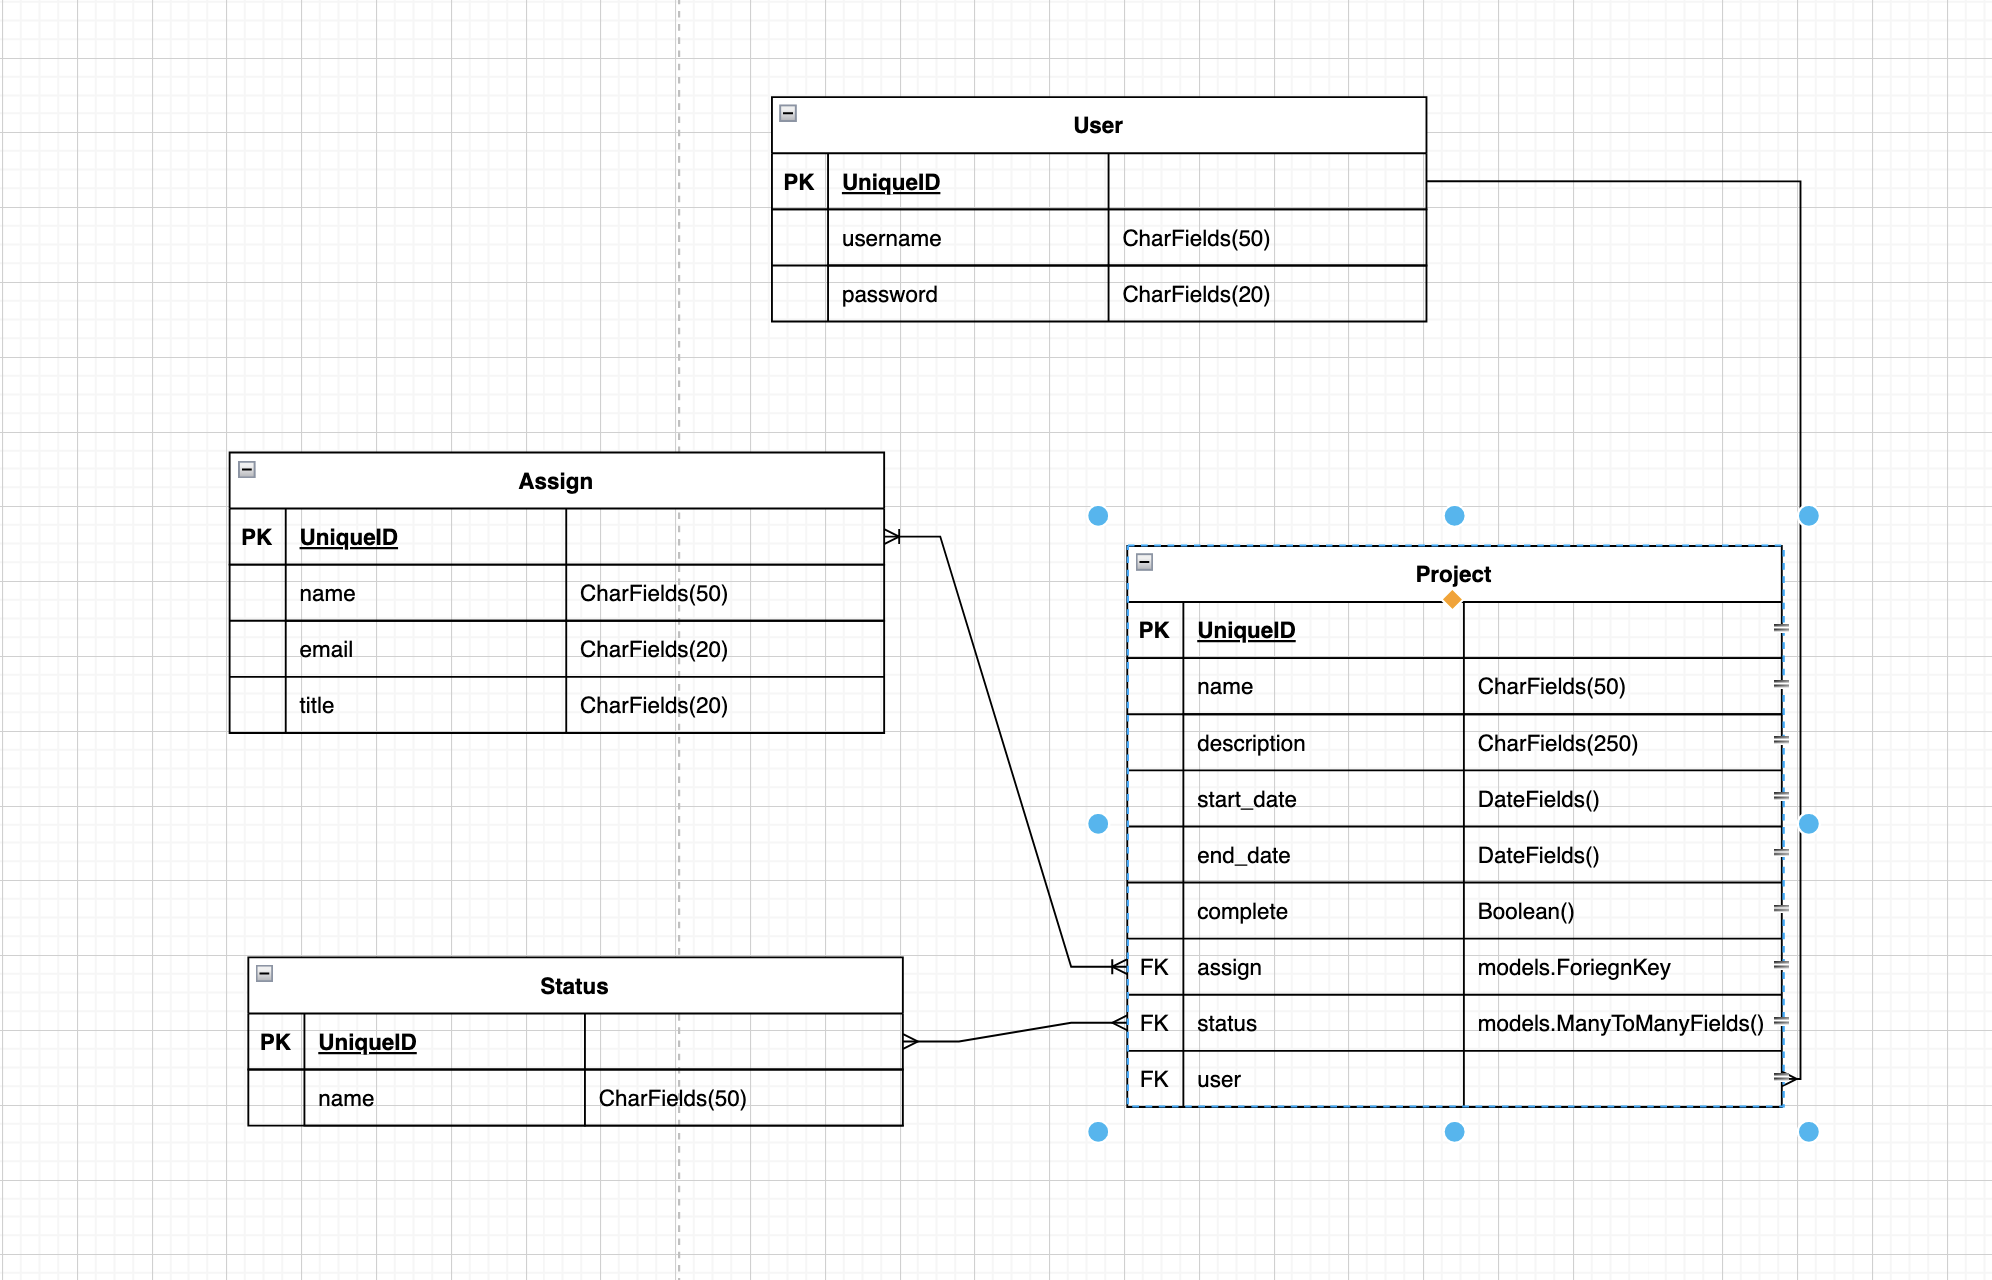 User
PK UniqueID
username CharFields(50)
password CharFields(20)
Assign
PK UniqueID
name CharFields(50)
email CharFields(20)
title CharFields(20)
Project
PK UniqueID
name CharFields(50)
description CharFields(250)
start_date DateFields()
end_date DateFields()
complete Boolean()
FK assign models.ForiegnKey
FK status models.ManyToManyFields()
FK user
Status
PK UniqueID
name CharFields(50)